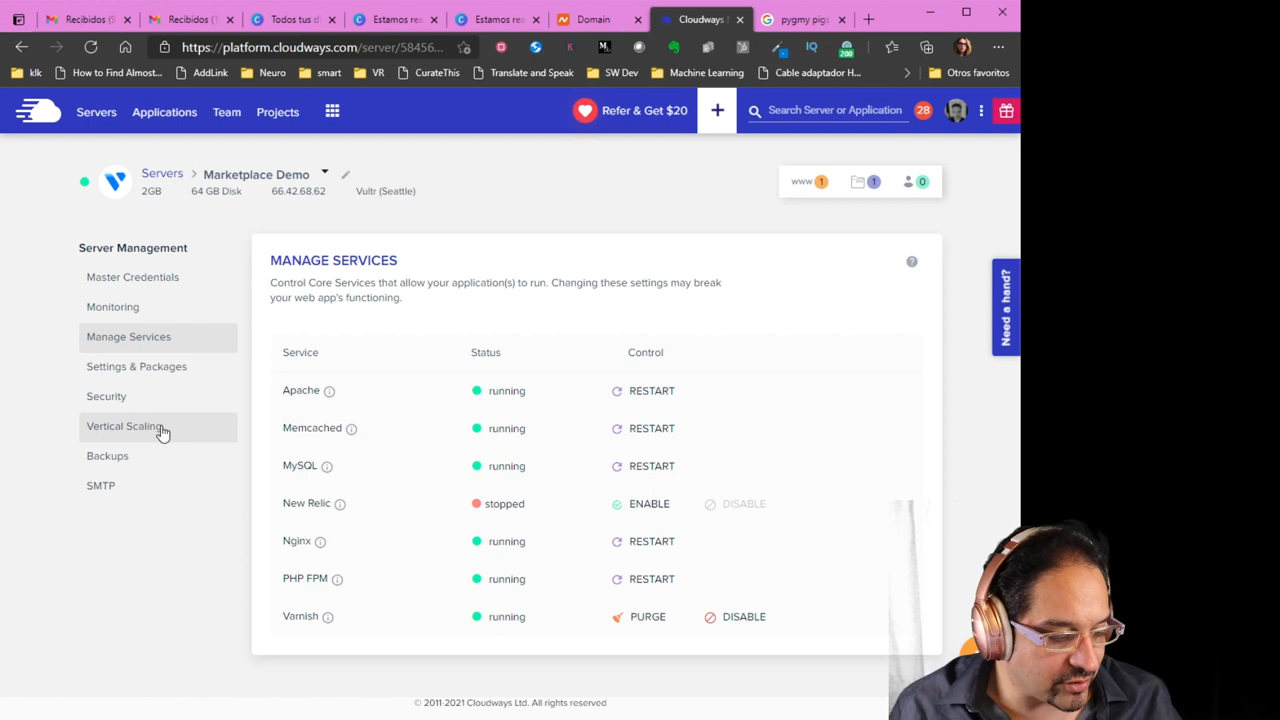 Recibidos (9
Recibidos (1
Todos tus di
Estamos rea
Estamos rea
Domain
Cloudways
pygmy pigs
https://platform.cloudways.com/server/58456...
klk
How to Find Almost...
AddLink
Neuro
smart
VR
CurateThis
Translate and Speak
SW Dev
Machine Learning
Cable adaptador H...
Otros favoritos
IQ
200
Servers
Applications
Team
Projects
Refer & Get $20
Search Server or Application
28
Servers > Marketplace Demo
2GB
64 GB Disk
66.42.68.62
Vultr (Seattle)
www 1
1
0
Server Management
Master Credentials
Monitoring
Manage Services
Settings & Packages
Security
Vertical Scaling
Backups
SMTP
MANAGE SERVICES
Control Core Services that allow your application(s) to run. Changing these settings may break
your web app's functioning.
Service Status Control
Apache running RESTART
Memcached running RESTART
MySQL running RESTART
New Relic stopped ENABLE DISABLE
Nginx running RESTART
PHP FPM running RESTART
Varnish running PURGE DISABLE
Need a hand?
© 2011-2021 Cloudways Ltd. All rights reserved